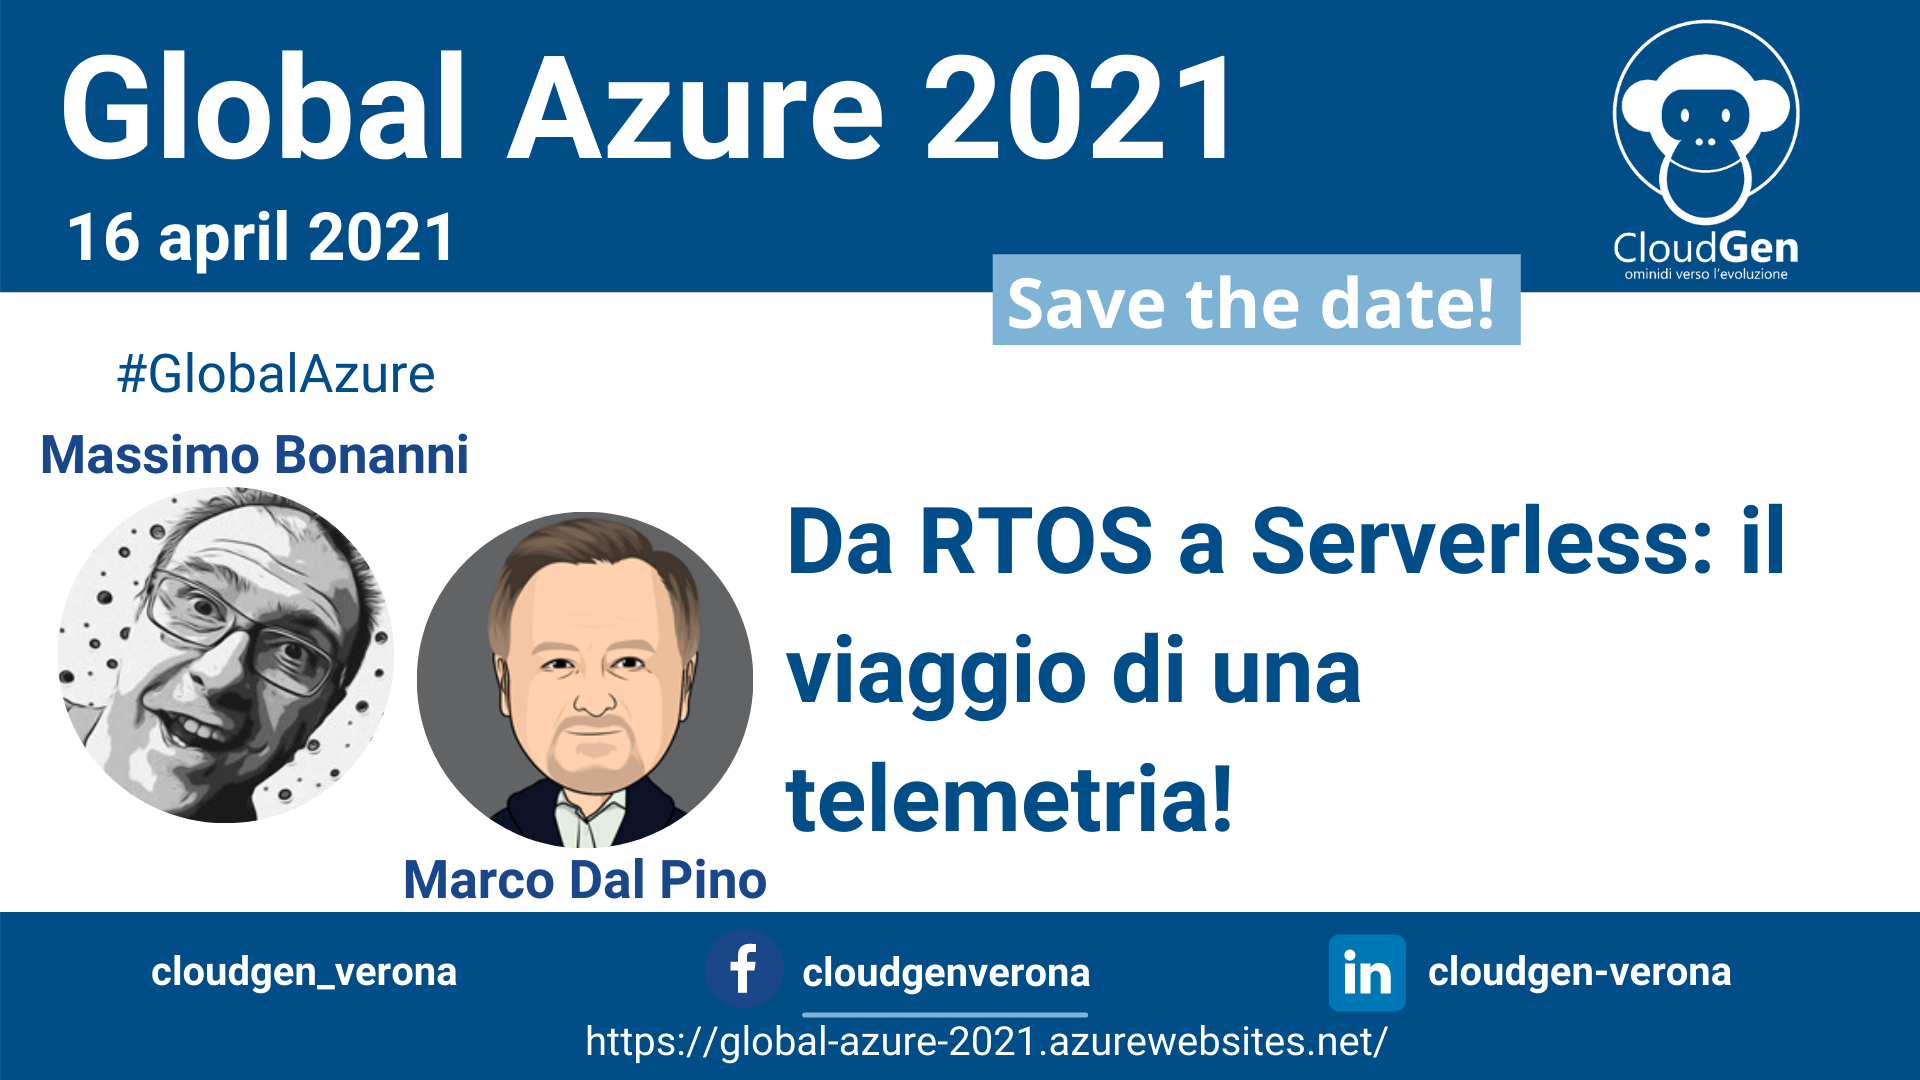 Global Azure 2021
16 april 2021
CloudGen
ominidi verso l'evoluzione
Save the date!
#GlobalAzure
Massimo Bonanni
Da RTOS a Serverless: il
viaggio di una
telemetria!
Marco Dal Pino
cloudgen_verona
f cloudgenverona
in cloudgen-verona
https://global-azure-2021.azurewebsites.net/